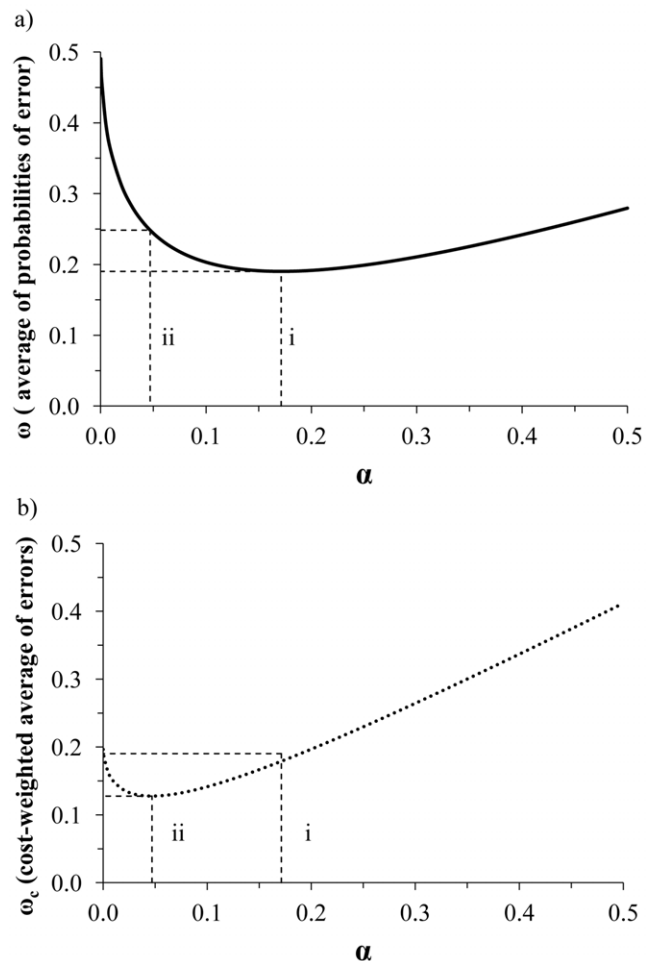 a)
ω ( average of probabilities of error)
0.5
0.4
0.3
0.2
0.1
0.0
ii
i
0.0 0.1 0.2 0.3 0.4 0.5
α
b)
ω_c (cost-weighted average of errors)
0.5
0.4
0.3
0.2
0.1
0.0
ii
i
0.0 0.1 0.2 0.3 0.4 0.5
α